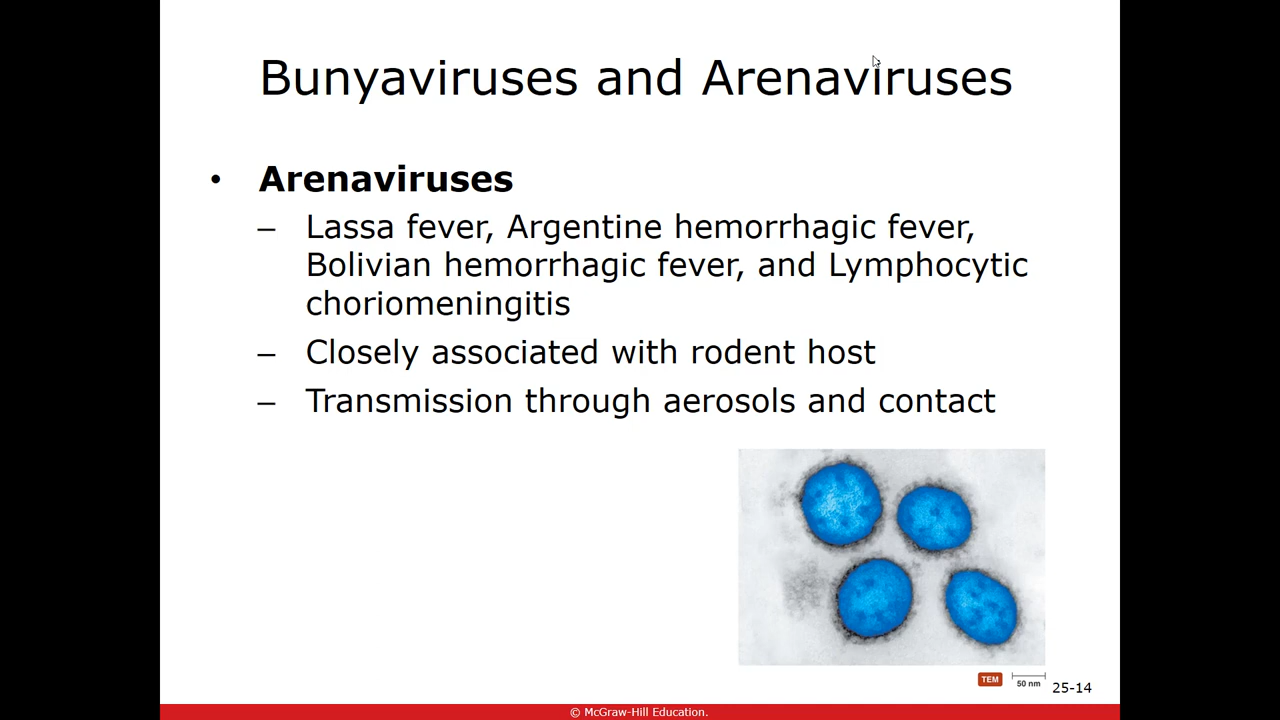 Bunyaviruses and Arenaviruses
• Arenaviruses
– Lassa fever, Argentine hemorrhagic fever,
Bolivian hemorrhagic fever, and Lymphocytic
choriomeningitis
– Closely associated with rodent host
– Transmission through aerosols and contact
TEM
50 nm
25-14
© McGraw-Hill Education.